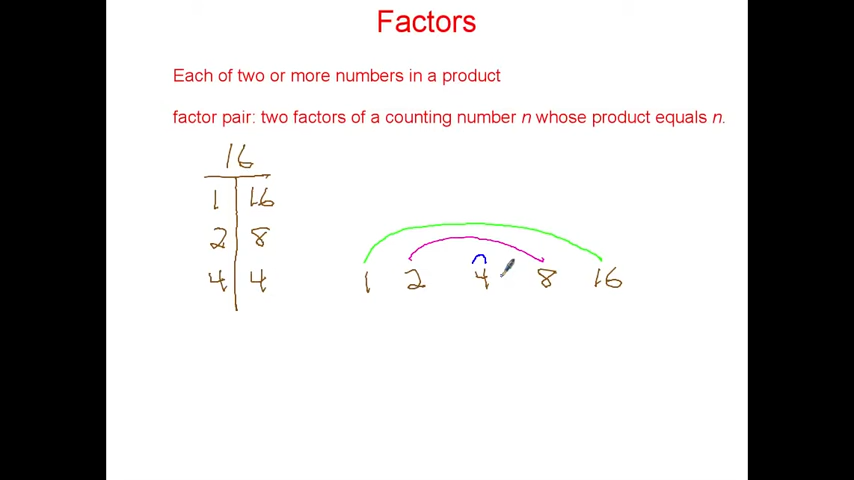 Factors
Each of two or more numbers in a product
factor pair: two factors of a counting number n whose product equals n.
16
1 16
2 8
4 4
1 2 4 8 16